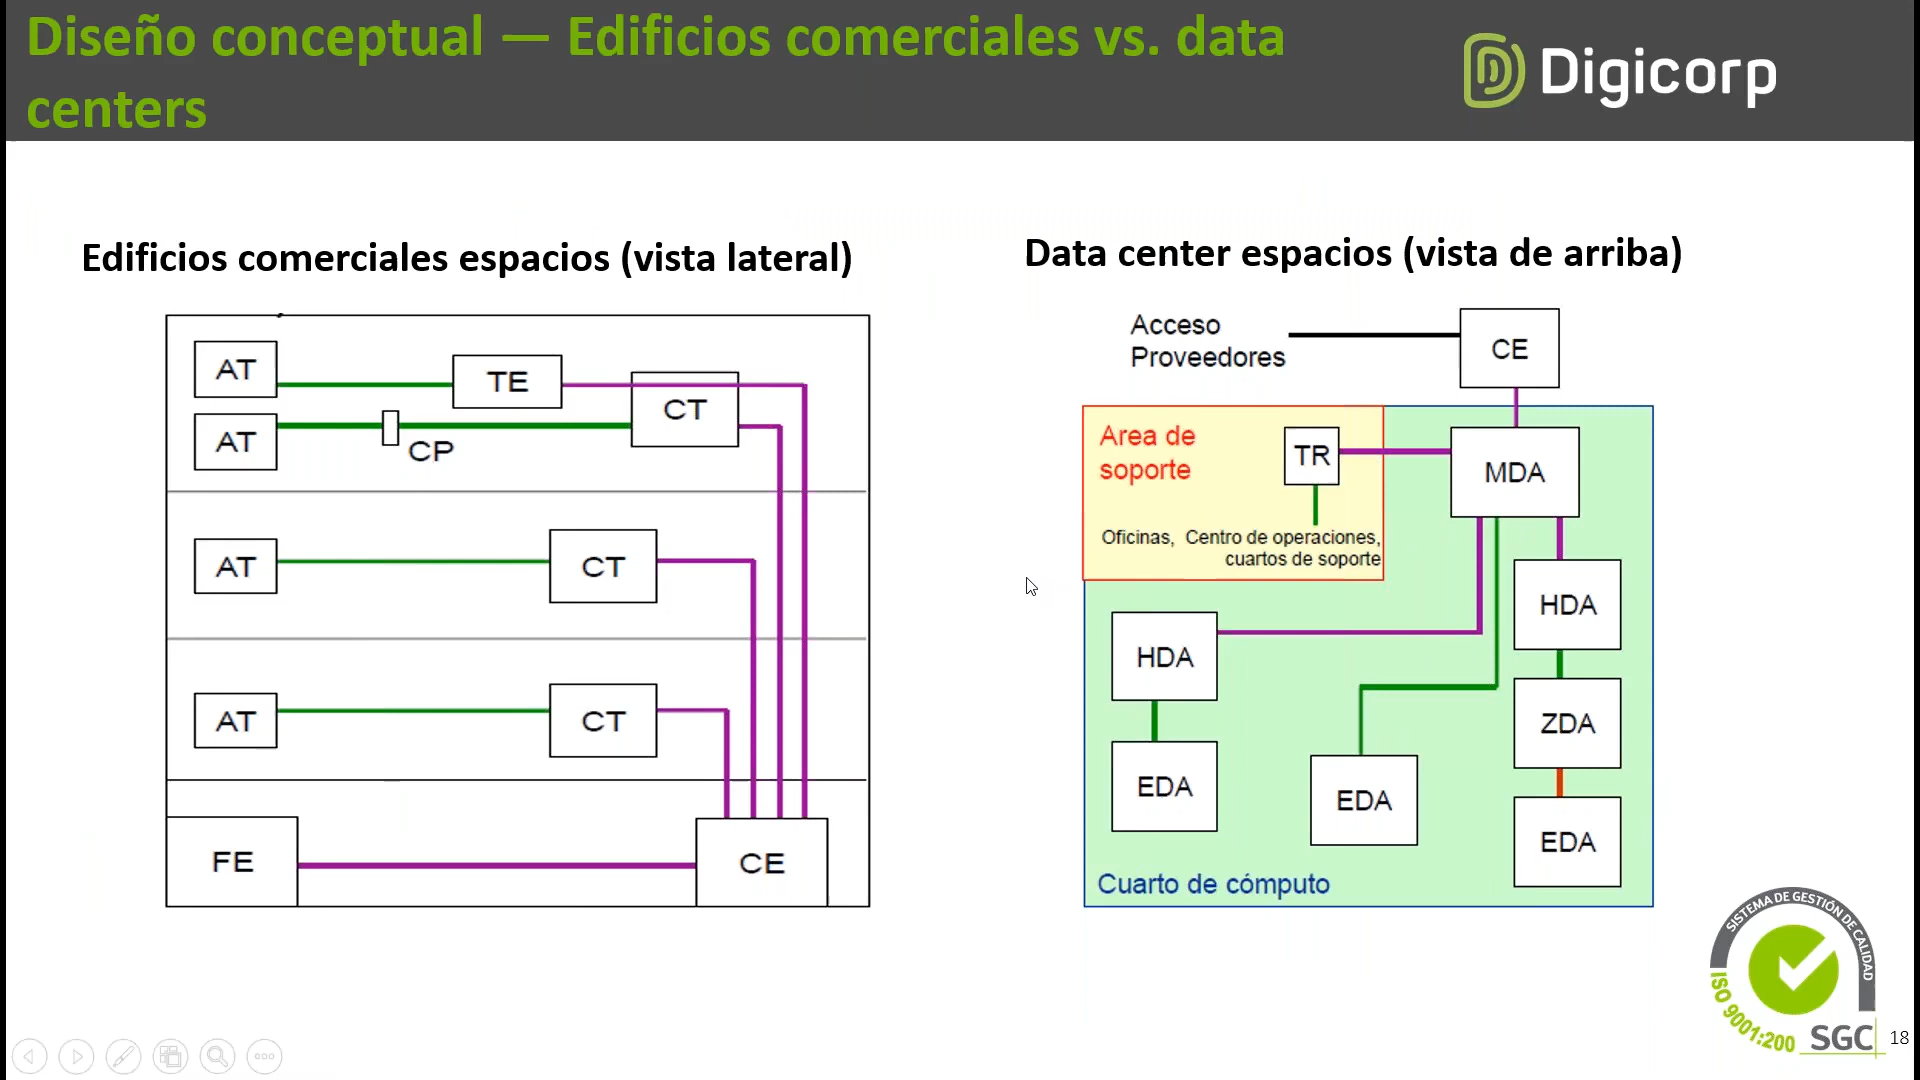 Diseño conceptual — Edificios comerciales vs. data
centers
Digicorp
Edificios comerciales espacios (vista lateral)
AT
TE
CT
AT
CP
AT
CT
AT
CT
FE
CE
Data center espacios (vista de arriba)
Acceso
Proveedores
CE
Area de
soporte
TR
MDA
Oficinas, Centro de operaciones,
cuartos de soporte
HDA
HDA
ZDA
EDA
EDA
EDA
Cuarto de cómputo
SISTEMA DE GESTIÓN DE CALIDAD
ISO 9001:200
SGC
18